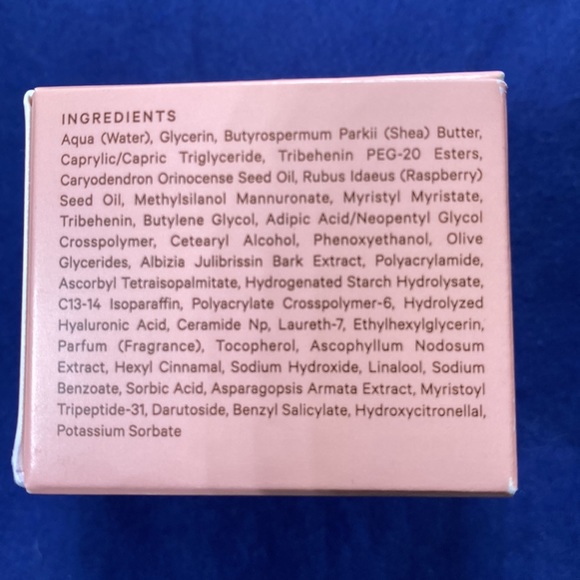 INGREDIENTS
Aqua (Water), Glycerin, Butyrospermum Parkii (Shea) Butter,
Caprylic/Capric Triglyceride, Tribehenin PEG-20 Esters,
Caryodendron Orinocense Seed Oil, Rubus Idaeus (Raspberry)
Seed Oil, Methylsilanol Mannuronate, Myristyl Myristate,
Tribehenin, Butylene Glycol, Adipic Acid/Neopentyl Glycol
Crosspolymer, Cetearyl Alcohol, Phenoxyethanol, Olive
Glycerides, Albizia Julibrissin Bark Extract, Polyacrylamide,
Ascorbyl Tetraisopalmitate, Hydrogenated Starch Hydrolysate,
C13-14 Isoparaffin, Polyacrylate Crosspolymer-6, Hydrolyzed
Hyaluronic Acid, Ceramide Np, Laureth-7, Ethylhexylglycerin,
Parfum (Fragrance), Tocopherol, Ascophyllum Nodosum
Extract, Hexyl Cinnamal, Sodium Hydroxide, Linalool, Sodium
Benzoate, Sorbic Acid, Asparagopsis Armata Extract, Myristoyl
Tripeptide-31, Darutoside, Benzyl Salicylate, Hydroxycitronellal,
Potassium Sorbate